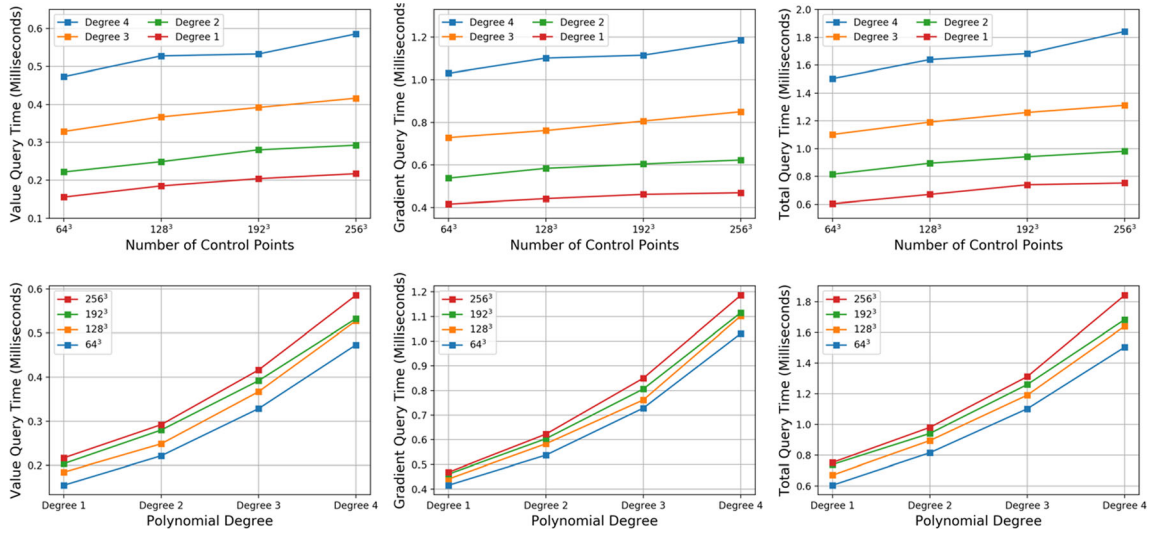 Value Query Time (Milliseconds)
0.6
0.5
0.4
0.3
0.2
0.1
Degree 4
Degree 3
Degree 2
Degree 1
64³
128³
192³
256³
Number of Control Points
Gradient Query Time (Milliseconds)
1.2
1.0
0.8
0.6
0.4
Degree 4
Degree 3
Degree 2
Degree 1
64³
128³
192³
256³
Number of Control Points
Total Query Time (Milliseconds)
2.0
1.8
1.6
1.4
1.2
1.0
0.8
0.6
Degree 4
Degree 3
Degree 2
Degree 1
64³
128³
192³
256³
Number of Control Points
Value Query Time (Milliseconds)
0.6
0.5
0.4
0.3
0.2
256³
192³
128³
64³
Degree 1
Degree 2
Degree 3
Degree 4
Polynomial Degree
Gradient Query Time (Milliseconds)
1.2
1.1
1.0
0.9
0.8
0.7
0.6
0.5
0.4
256³
192³
128³
64³
Degree 1
Degree 2
Degree 3
Degree 4
Polynomial Degree
Total Query Time (Milliseconds)
1.8
1.6
1.4
1.2
1.0
0.8
0.6
256³
192³
128³
64³
Degree 1
Degree 2
Degree 3
Degree 4
Polynomial Degree